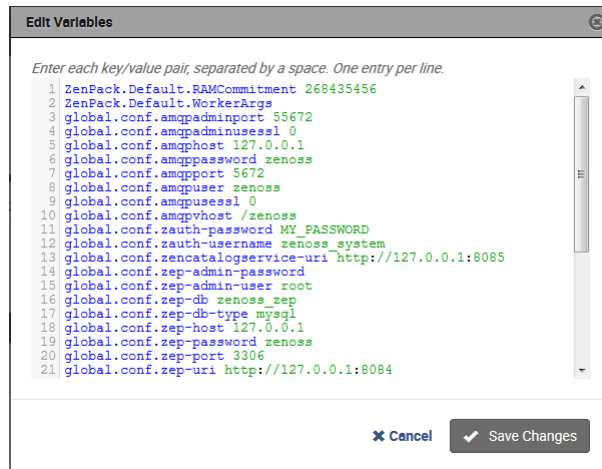 Edit Variables
Enter each key/value pair, separated by a space. One entry per line.
1 ZenPack.Default.RAMCommitment 268435456
2 ZenPack.Default.WorkerArgs
3 global.conf.amqpadminport 55672
4 global.conf.amqpadminusessl 0
5 global.conf.amqphost 127.0.0.1
6 global.conf.amqppassword zenoss
7 global.conf.amqpport 5672
8 global.conf.amqpuser zenoss
9 global.conf.amqpusessl 0
10 global.conf.amqpvhost /zenoss
11 global.conf.zauth-password MY_PASSWORD
12 global.conf.zauth-username zenoss_system
13 global.conf.zencatalogservice-uri http://127.0.0.1:8085
14 global.conf.zep-admin-password
15 global.conf.zep-admin-user root
16 global.conf.zep-db zenoss_zep
17 global.conf.zep-db-type mysql
18 global.conf.zep-host 127.0.0.1
19 global.conf.zep-password zenoss
20 global.conf.zep-port 3306
21 global.conf.zep-uri http://127.0.0.1:8084
Cancel
Save Changes